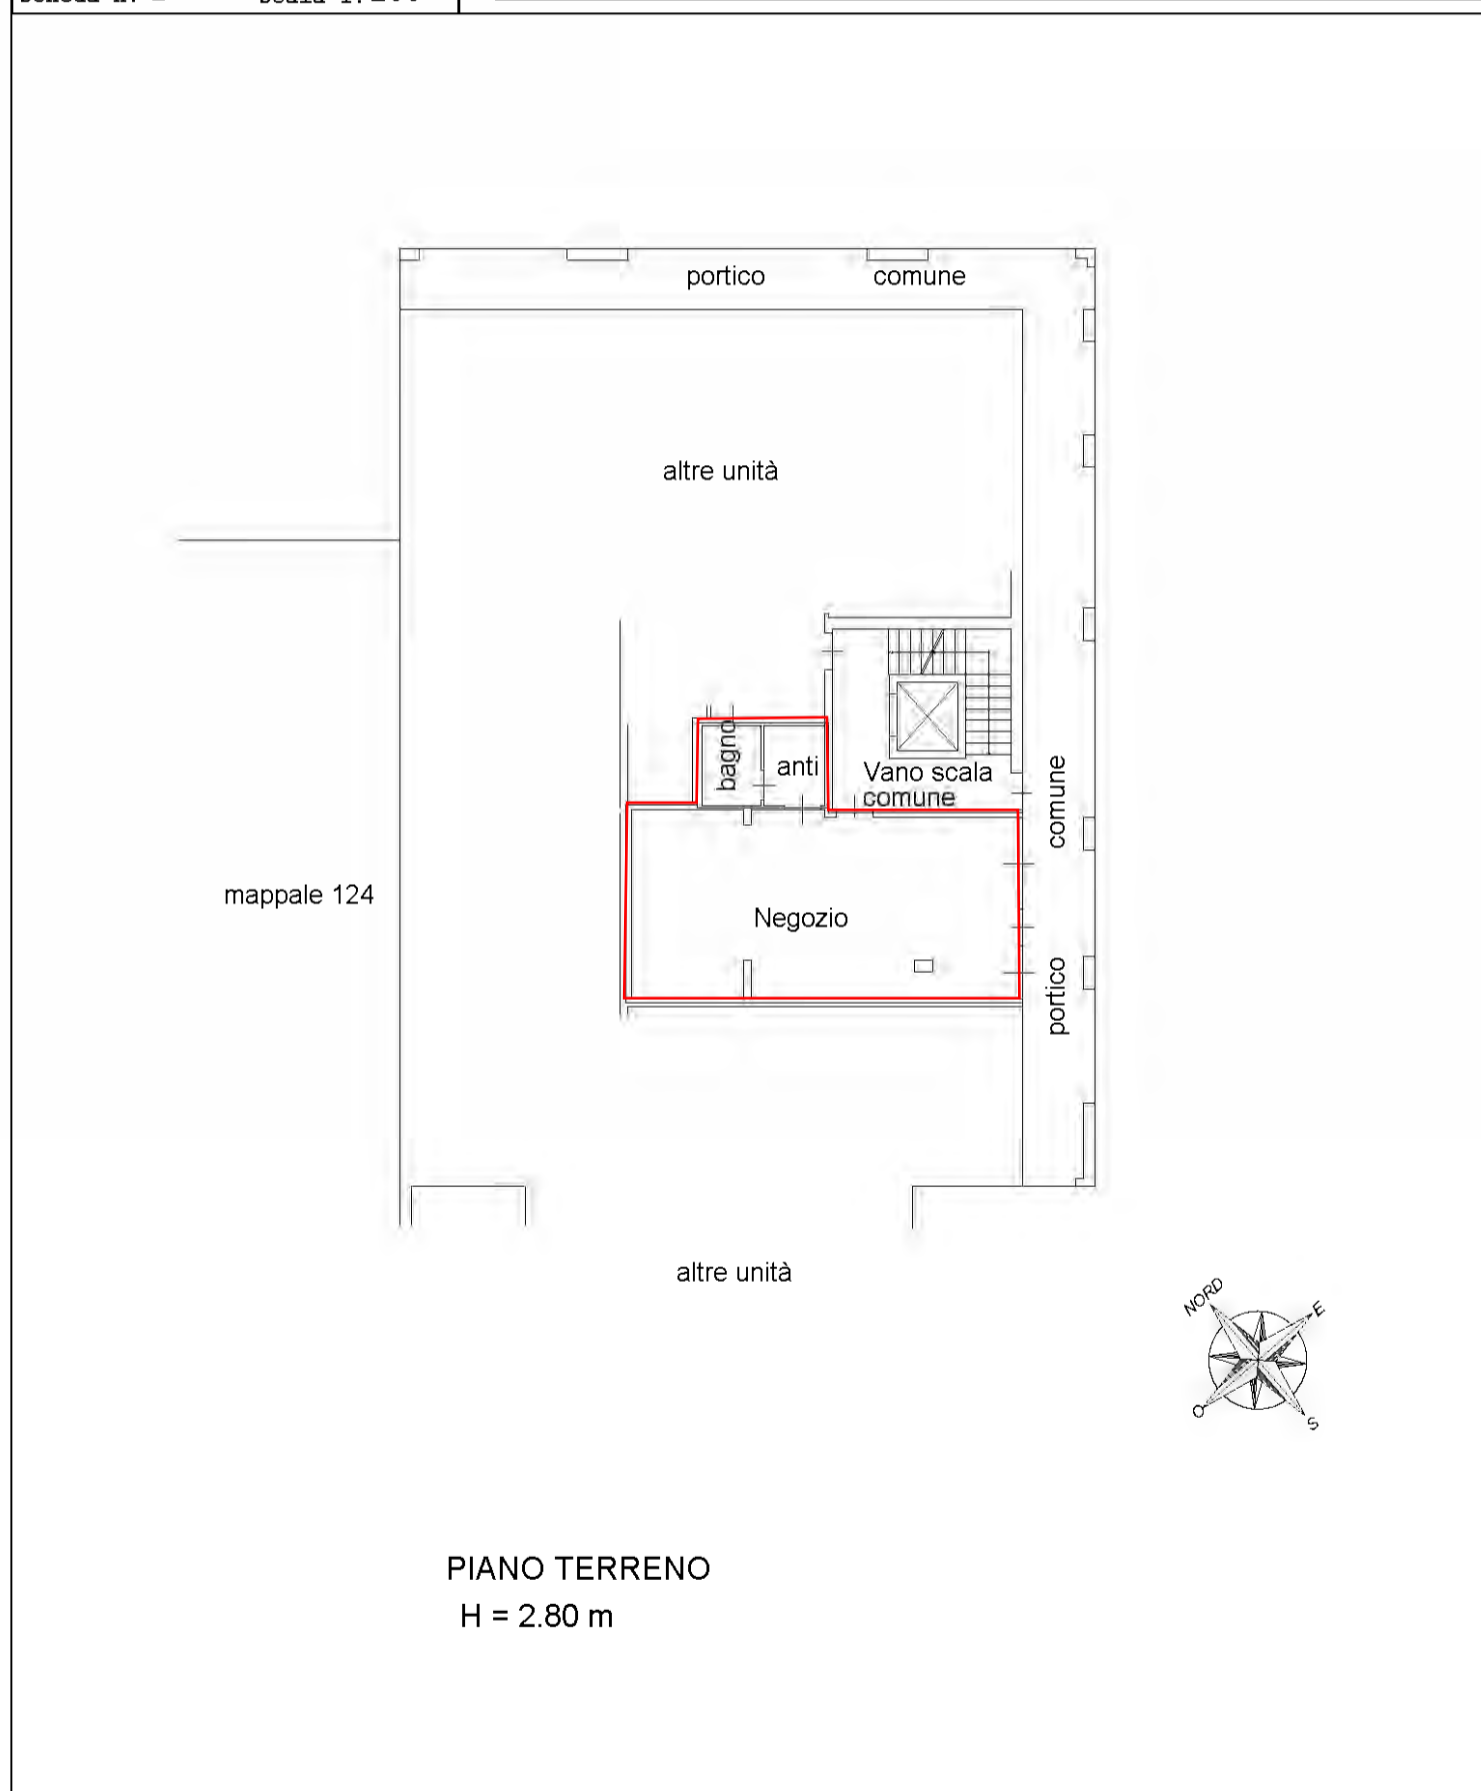 portico comune
altre unità
bagno
anti
Vano scala
comune
comune
mappale 124
Negozio
portico
altre unità
NORD
E
O
S
PIANO TERRENO
H = 2.80 m